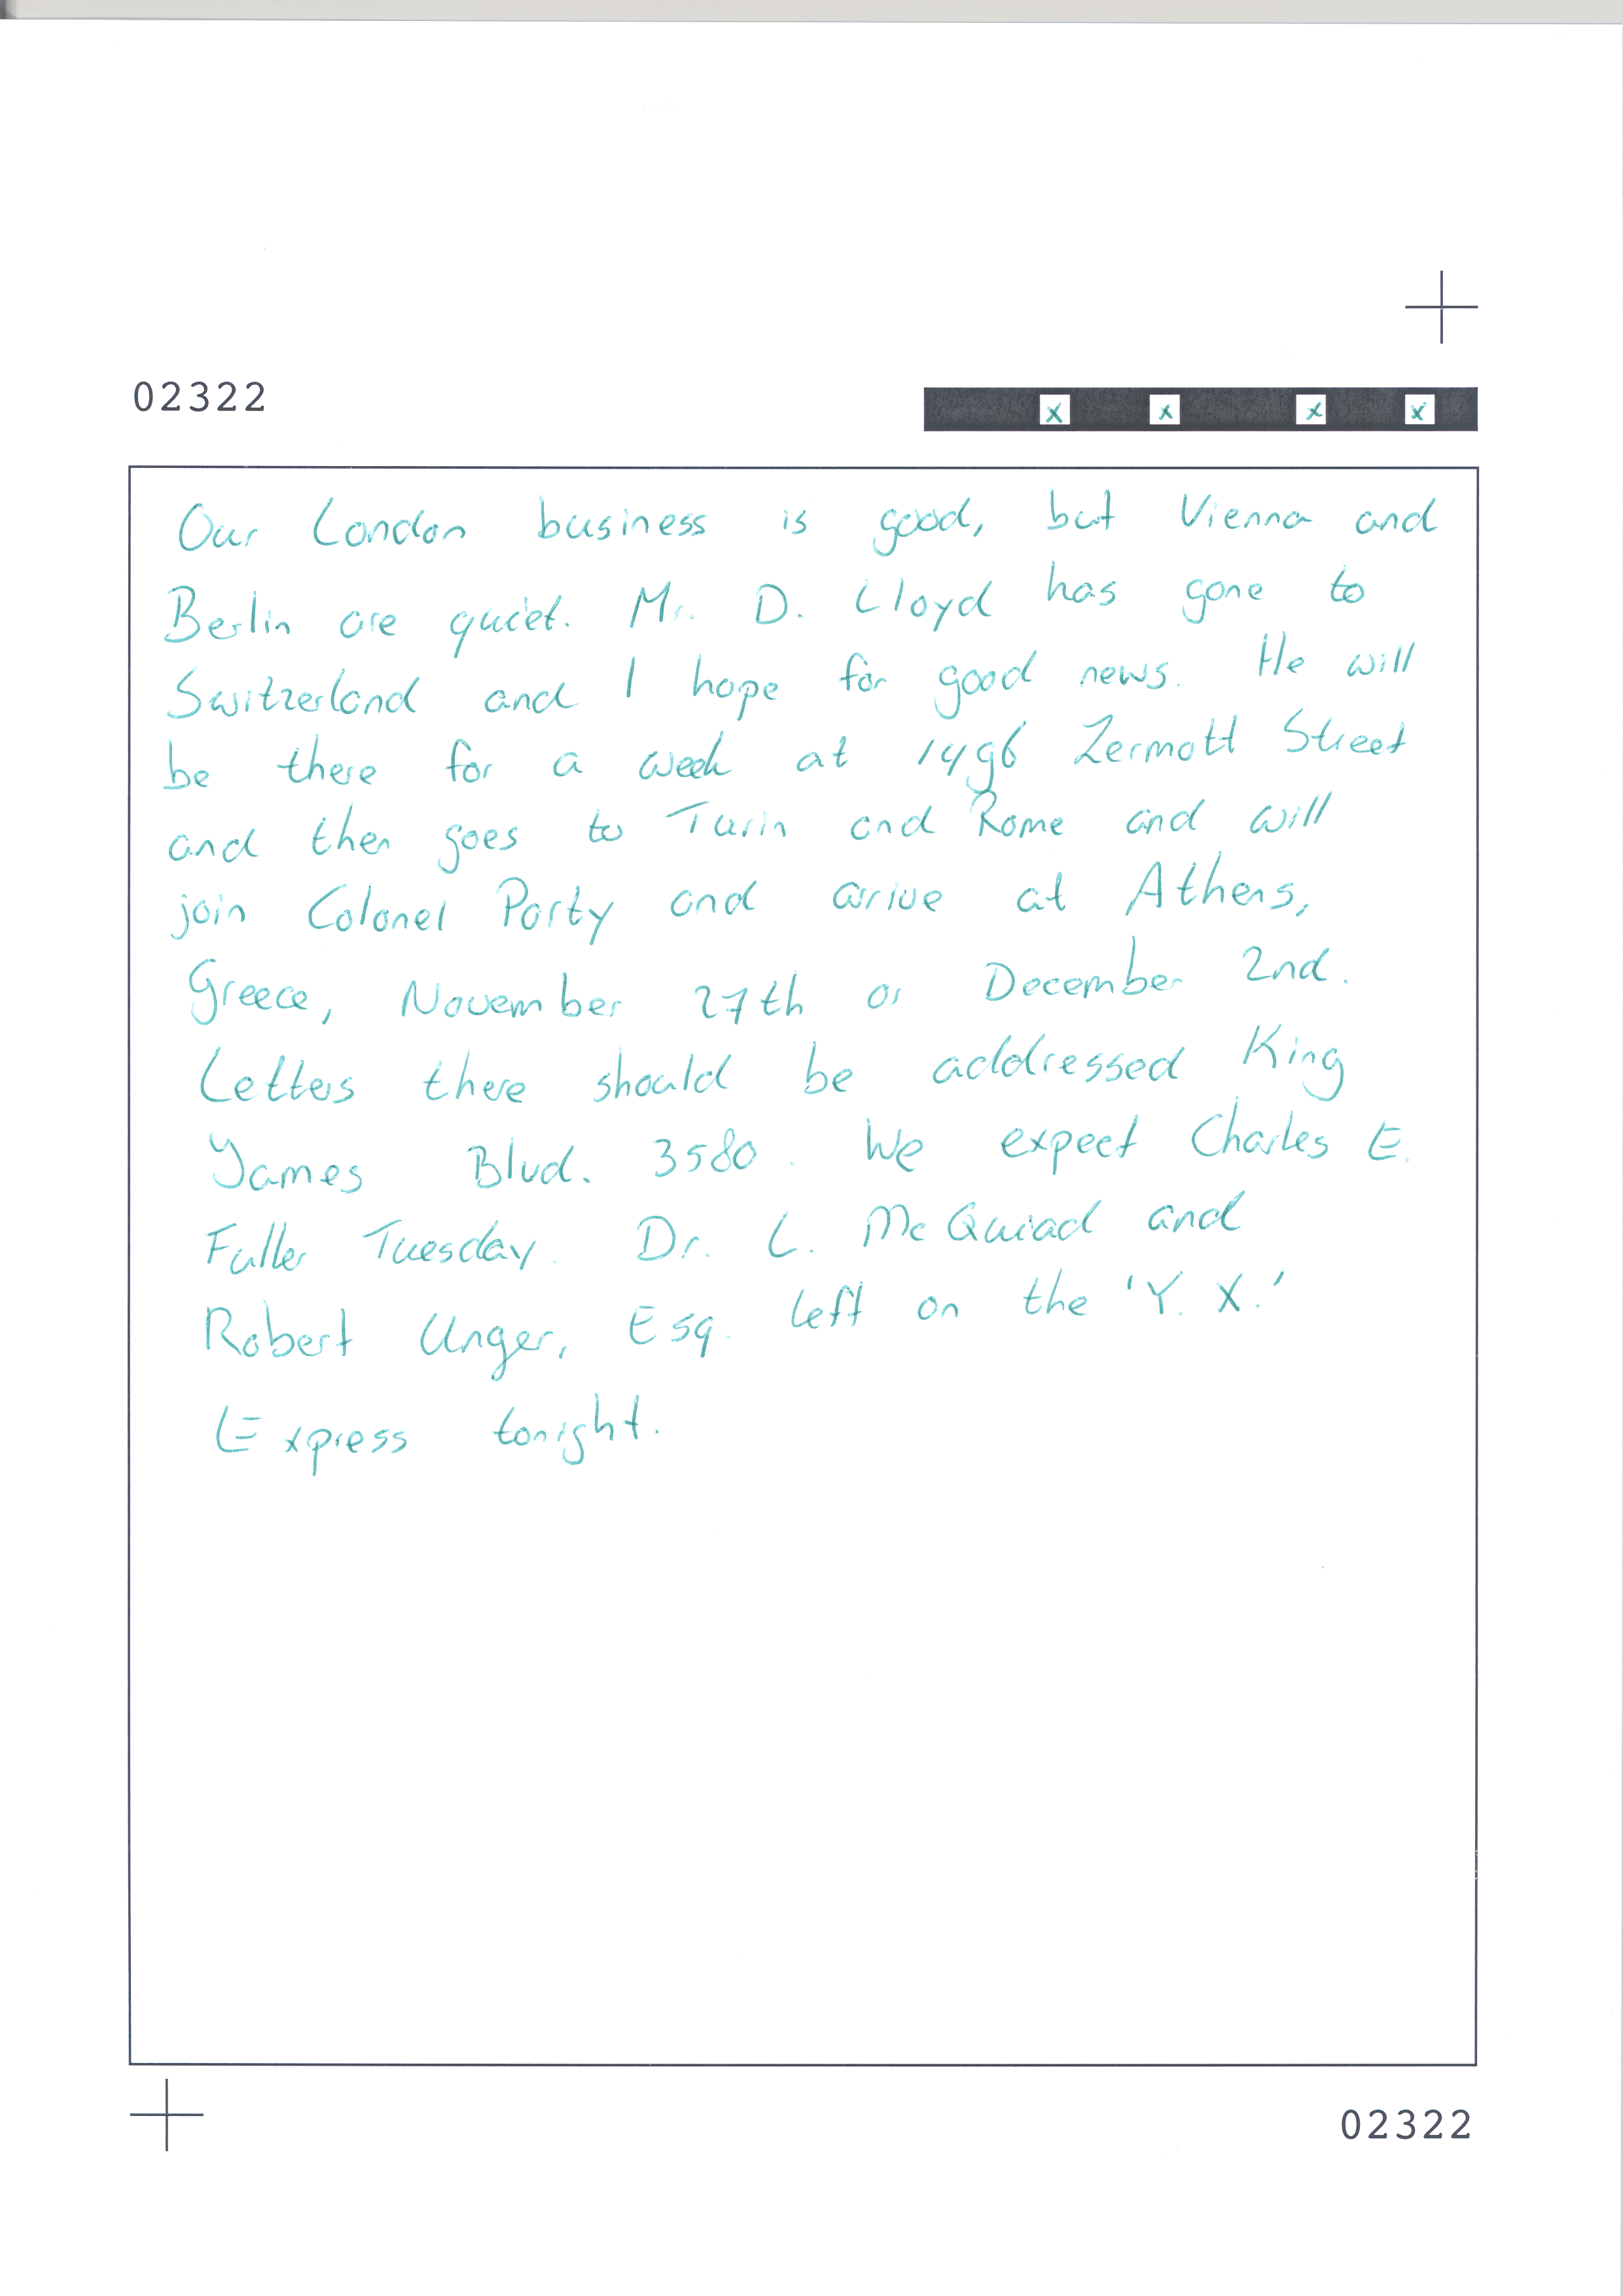 02322
x x x x
Our London business is good, but Vienna and
Berlin are quiet. Mr. D. Lloyd has gone to
Switzerland and I hope for good news. He will
be there for a week at 1496 Zermott Street
and then goes to Turin and Rome and will
join Colonel Party and arrive at Athens,
Greece, November 27th or December 2nd.
Letters there should be addressed King
Yames Blvd. 3580. We expect Charles E.
Fuller Tuesday. Dr. L. McQuiad and
Robert Unger, Esq. left on the 'Y. X.'
Express tonight.
02322